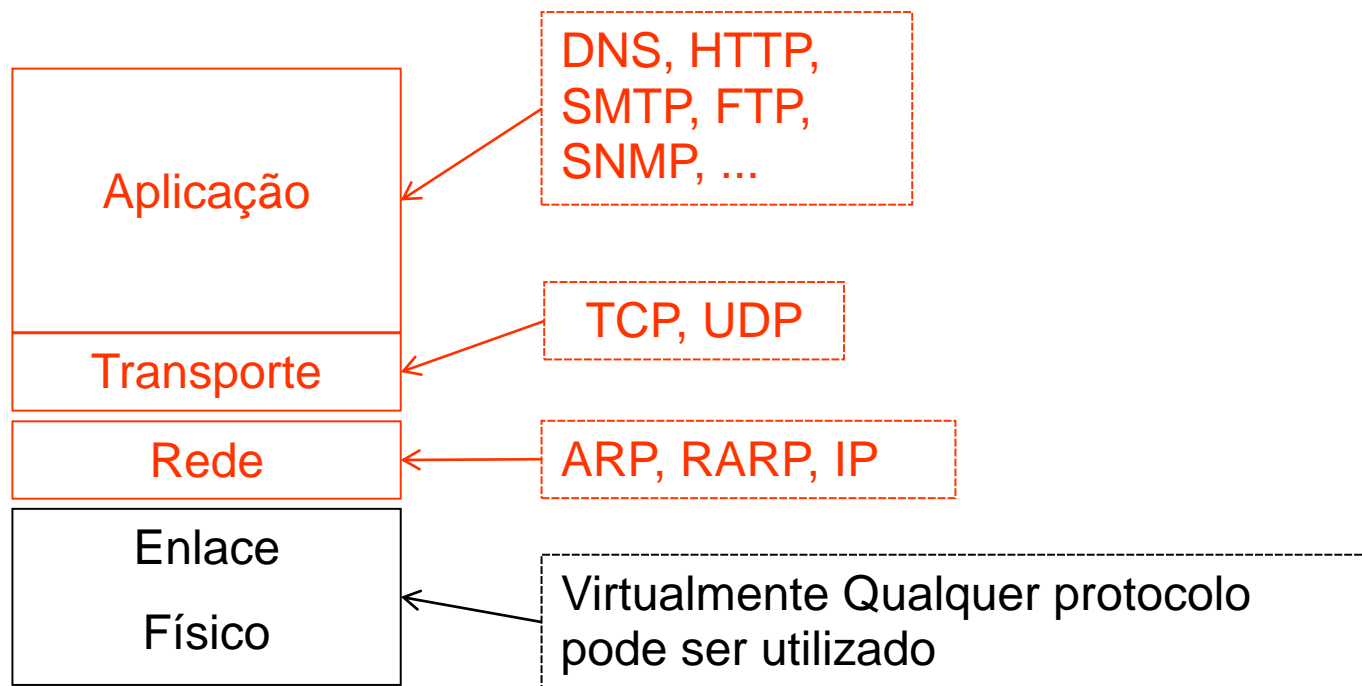 DNS, HTTP,
SMTP, FTP,
SNMP, ...
Aplicação
TCP, UDP
Transporte
Rede
ARP, RARP, IP
Enlace
Físico
Virtualmente Qualquer protocolo
pode ser utilizado